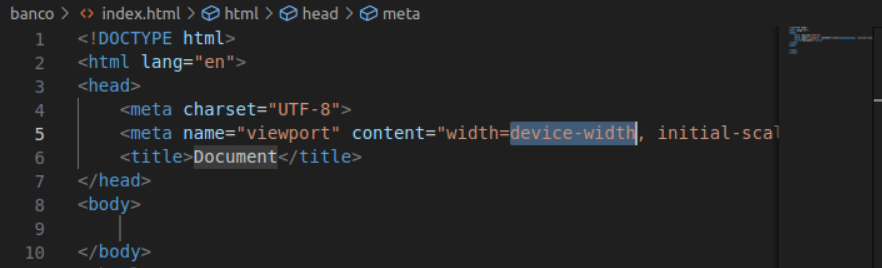 banco > index.html > html > head > meta
1 <!DOCTYPE html>
2 <html lang="en">
3 <head>
4 <meta charset="UTF-8">
5 <meta name="viewport" content="width=device-width, initial-scal
6 <title>Document</title>
7 </head>
8 <body>
9
10 </body>